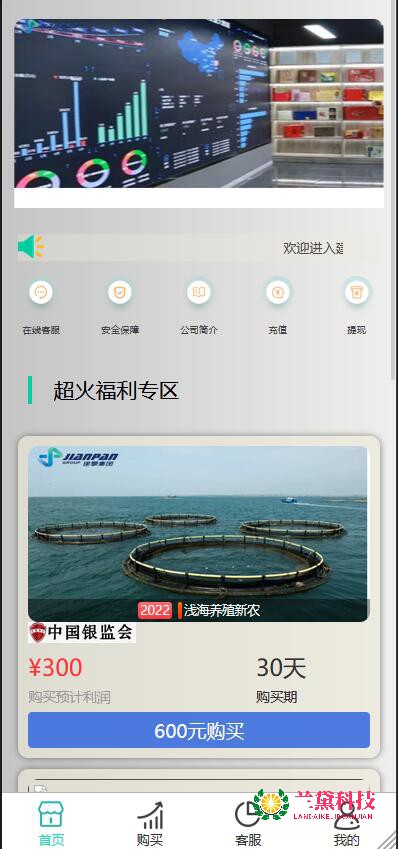 欢迎进入建
在线客服 安全保障 公司简介 充值 提现
超火福利专区
JIANPAN
GROUP 建攀集团
2022 浅海养殖新农
中国银监会
¥300 30天
购买预计利润 购买期
600元购买
兰黛科技
LANDAIKE.IDCQUAN
首页 购买 客服 我的